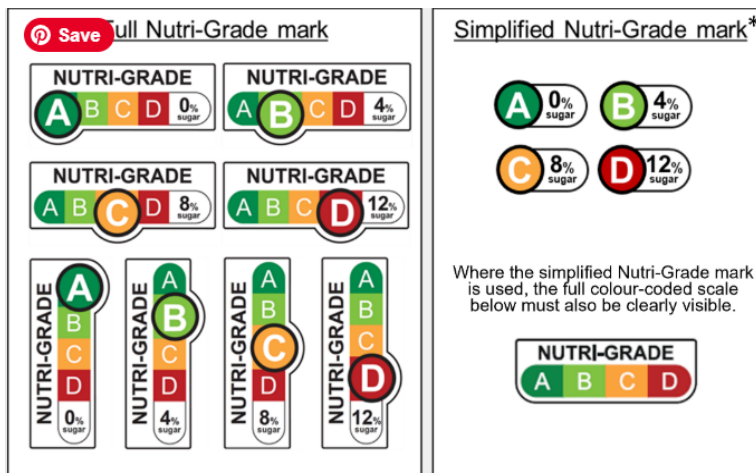 Save
Full Nutri-Grade mark
NUTRI-GRADE
A B C D 0% sugar
NUTRI-GRADE
A B C D 4% sugar
NUTRI-GRADE
A B C D 8% sugar
NUTRI-GRADE
A B C D 12% sugar
NUTRI-GRADE
A
B
C
D
0%
sugar
NUTRI-GRADE
A
B
C
D
4%
sugar
NUTRI-GRADE
A
B
C
D
8%
sugar
NUTRI-GRADE
A
B
C
D
12%
sugar
Simplified Nutri-Grade mark*
A 0% sugar
B 4% sugar
C 8% sugar
D 12% sugar
Where the simplified Nutri-Grade mark
is used, the full colour-coded scale
below must also be clearly visible.
NUTRI-GRADE
A B C D